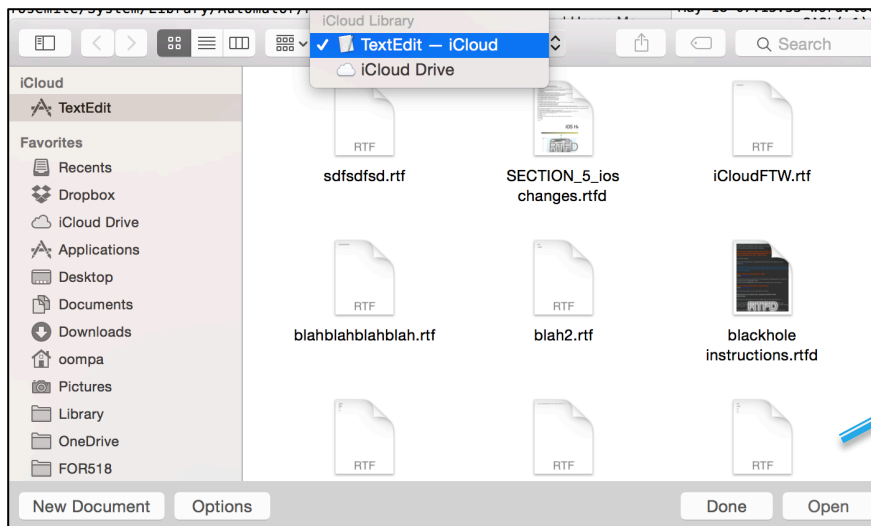 iCloud Library
✓ TextEdit — iCloud
iCloud Drive
Search
iCloud
TextEdit
Favorites
Recents
Dropbox
iCloud Drive
Applications
Desktop
Documents
Downloads
oompa
Pictures
Library
OneDrive
FOR518
RTF
sdfsdfsd.rtf
iOS
RTFD
SECTION_5_ios
changes.rtfd
RTF
iCloudFTW.rtf
RTF
blahblahblahblah.rtf
RTF
blah2.rtf
RTFD
blackhole
instructions.rtfd
RTF
RTF
RTF
New Document
Options
Done
Open